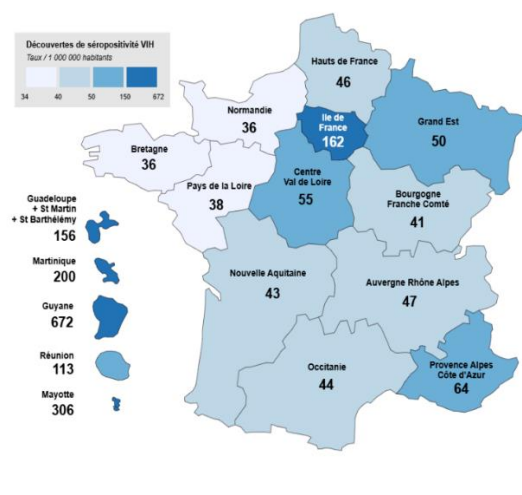 Découvertes de séropositivité VIH
Taux / 1 000 000 habitants
34 40 50 150 672
Hauts de France
46
Normandie
36
Ile de
France
162
Grand Est
50
Bretagne
36
Pays de la Loire
38
Centre
Val de Loire
55
Bourgogne
Franche Comté
41
Guadeloupe
+ St Martin
+ St Barthélémy
156
Martinique
200
Guyane
672
Réunion
113
Mayotte
306
Nouvelle Aquitaine
43
Auvergne Rhône Alpes
47
Occitanie
44
Provence Alpes
Côte d'Azur
64